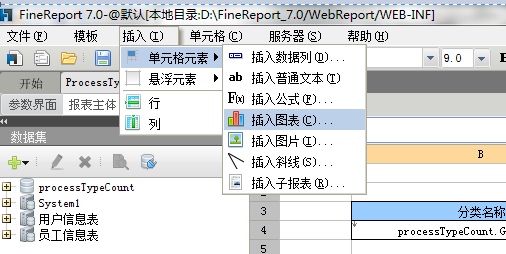 FineReport 7.0-@默认[本地目录:D:\FineReport_7.0/WebReport/WEB-INF]
文件(F) 模板 插入(I) 单元格(C) 服务器(S) 帮助(H)
单元格元素
悬浮元素
行
列
插入数据列(D)...
ab 插入普通文本(T)
F(x) 插入公式(F)...
插入图表(C)...
插入图片(I)...
插入斜线(S)...
插入子报表(R)...
9.0
开始 ProcessTy
参数界面 报表主体
数据集
processTypeCount
System1
用户信息表
员工信息表
B
3 分类名称
4 processTypeCount.G
5